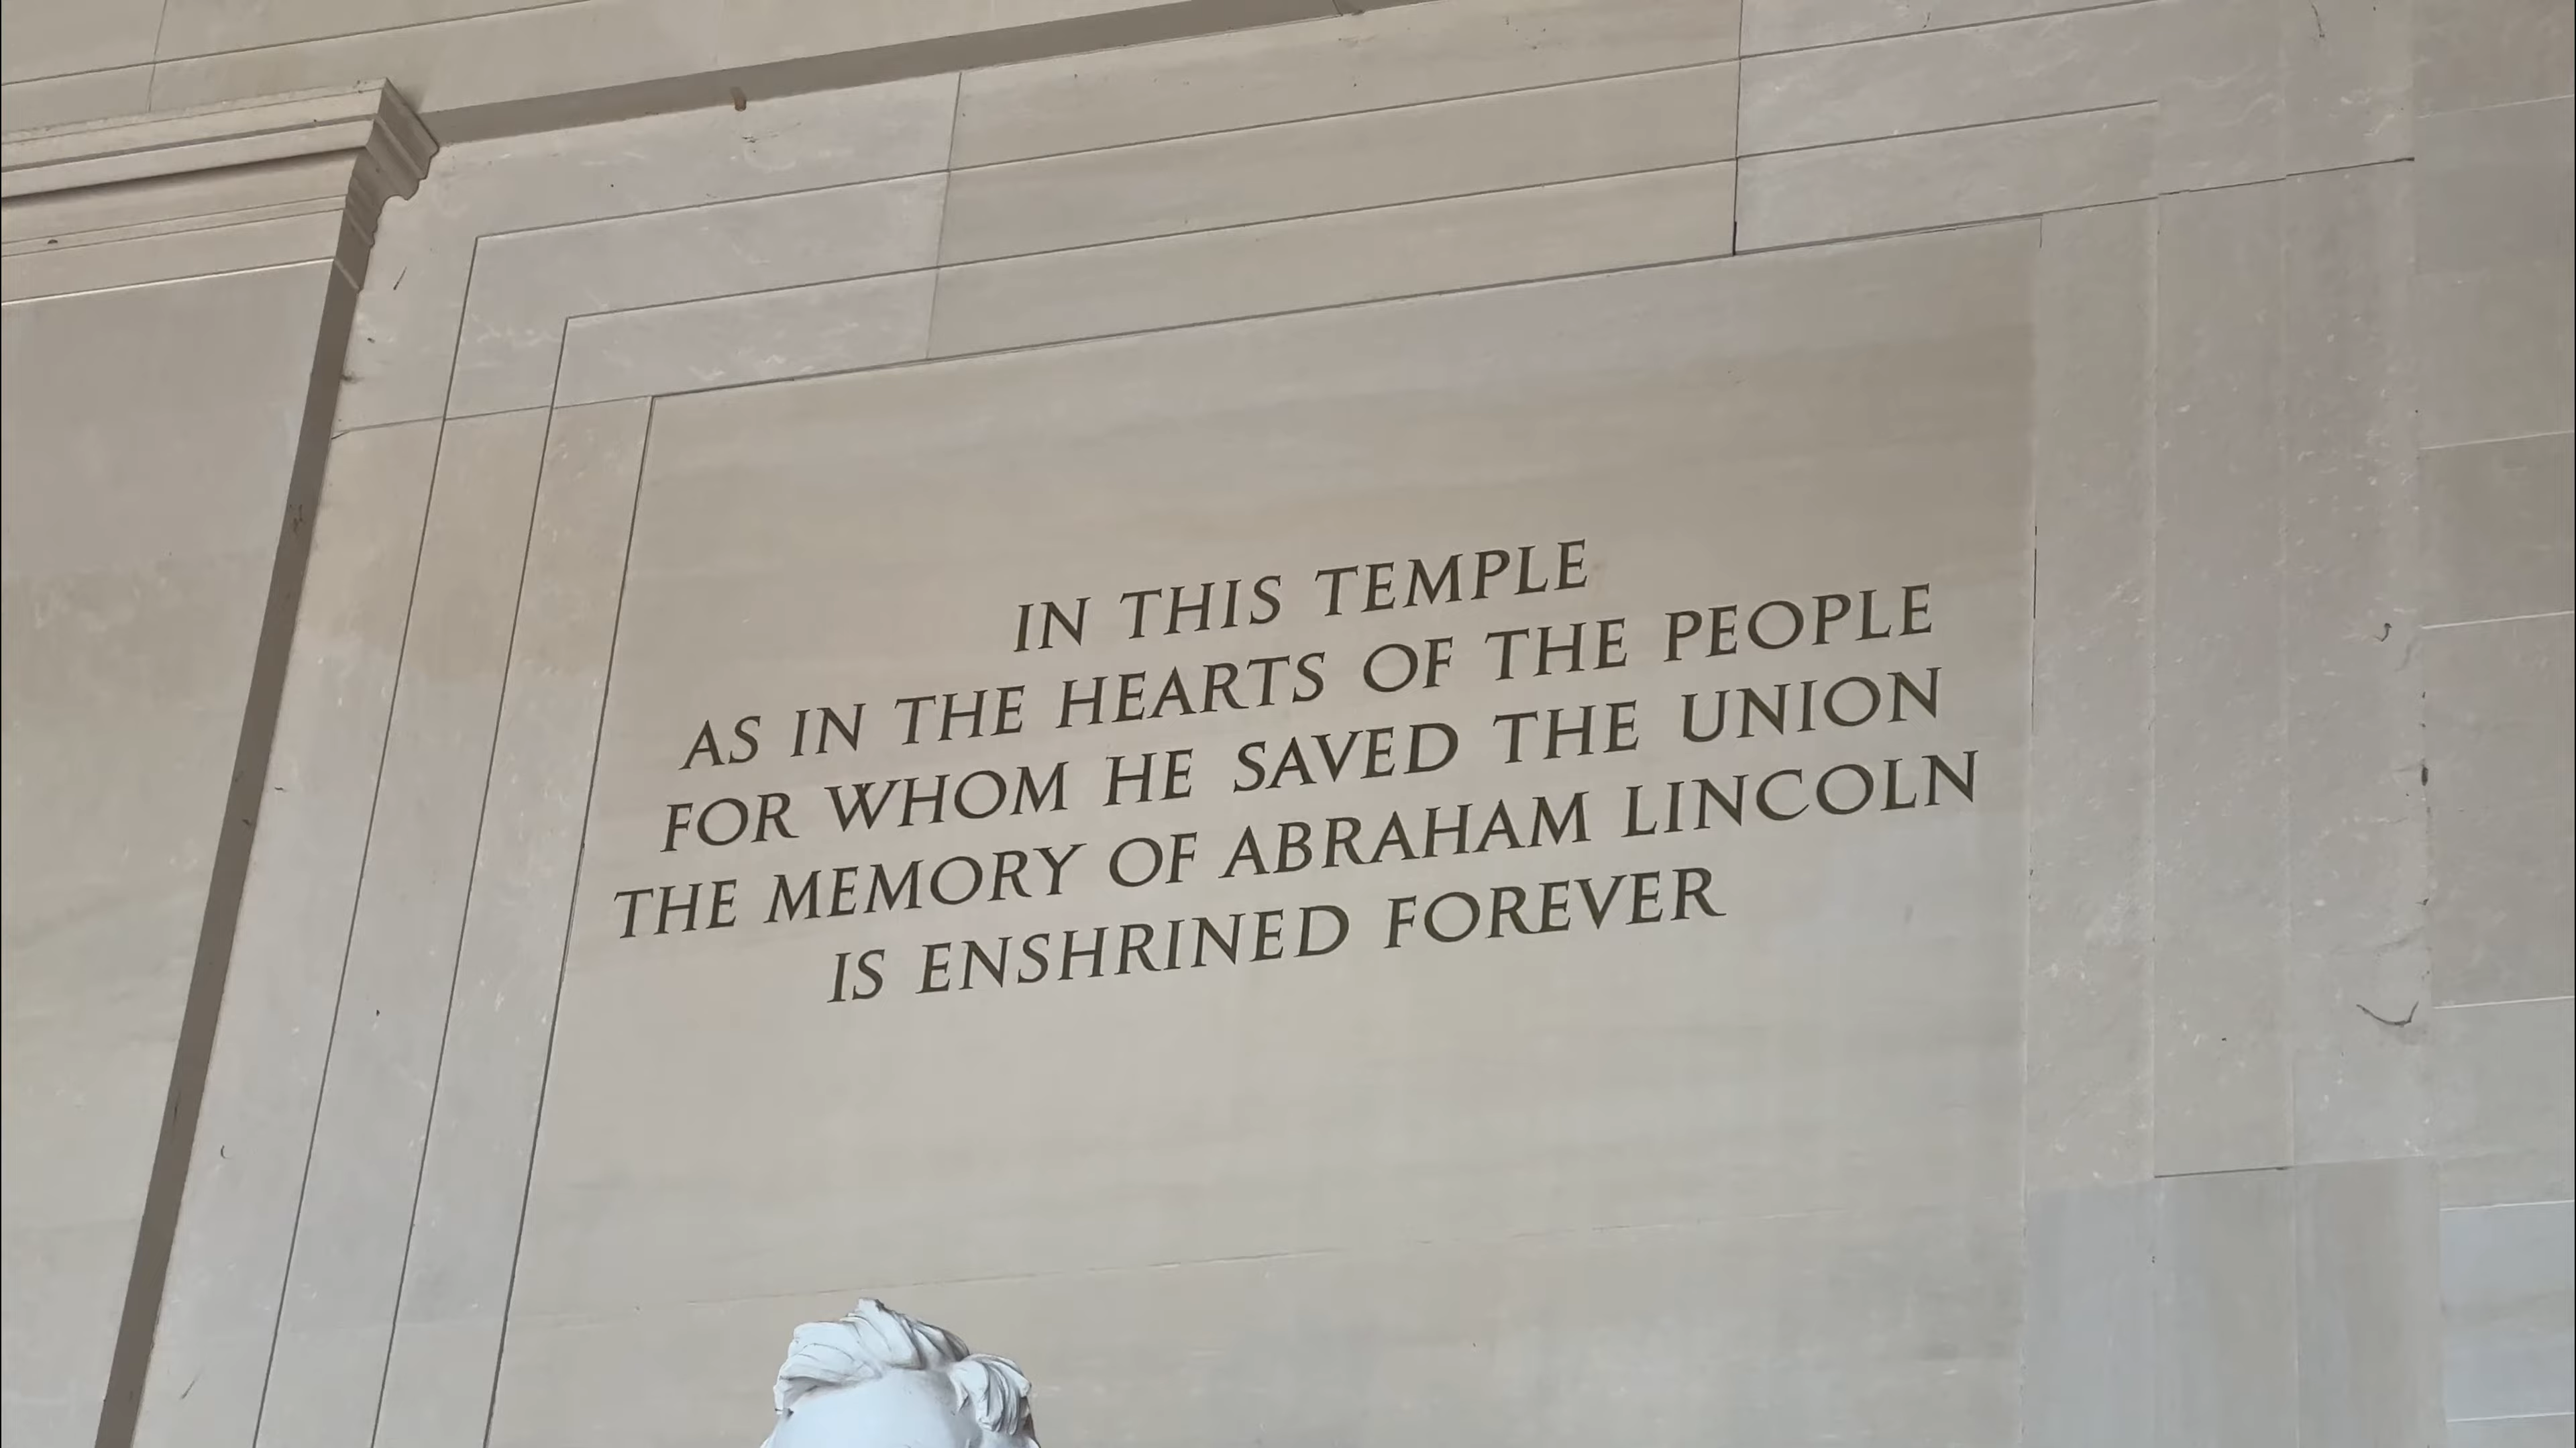 IN THIS TEMPLE
AS IN THE HEARTS OF THE PEOPLE
FOR WHOM HE SAVED THE UNION
THE MEMORY OF ABRAHAM LINCOLN
IS ENSHRINED FOREVER